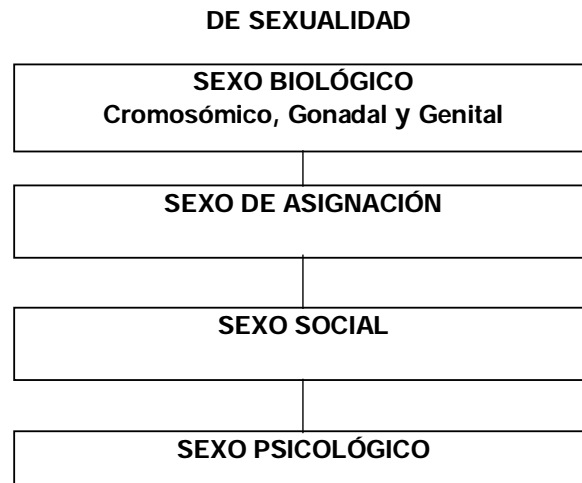 DE SEXUALIDAD
SEXO BIOLÓGICO
Cromosómico, Gonadal y Genital
SEXO DE ASIGNACIÓN
SEXO SOCIAL
SEXO PSICOLÓGICO